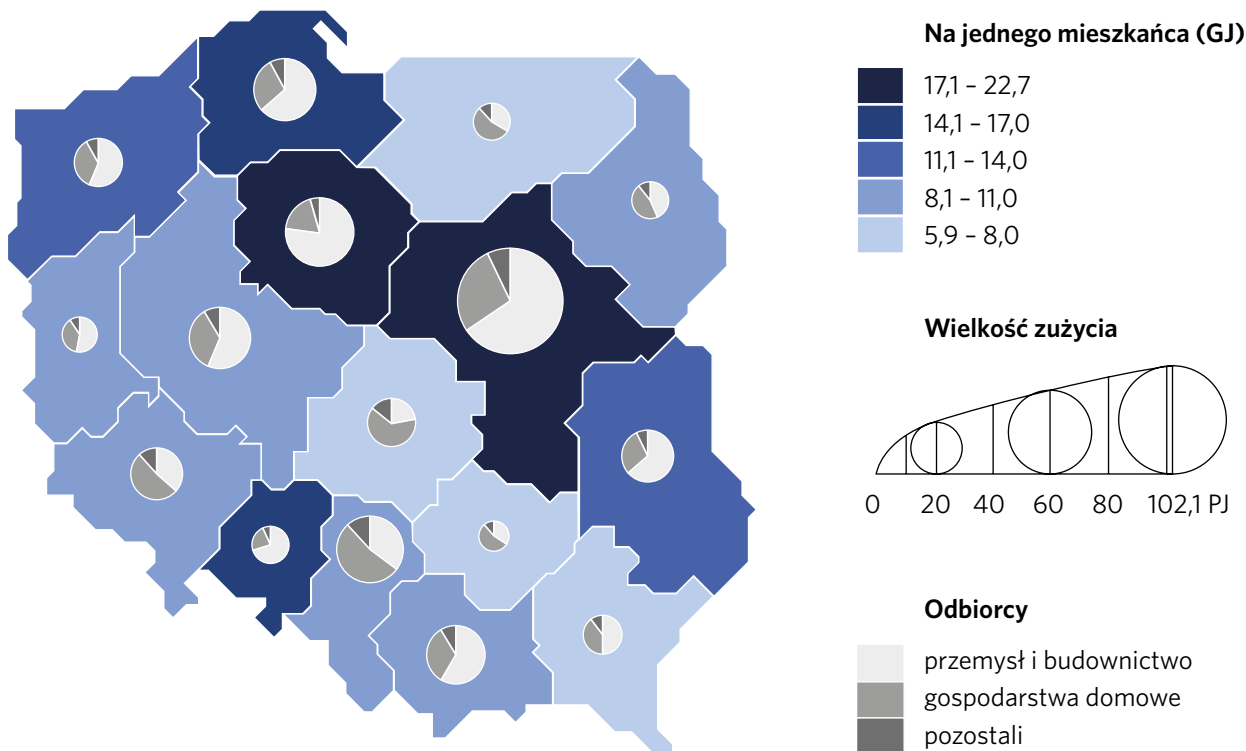 Na jednego mieszkańca (GJ)
17,1 – 22,7
14,1 – 17,0
11,1 – 14,0
8,1 – 11,0
5,9 – 8,0
Wielkość zużycia
0 20 40 60 80 102,1 PJ
Odbiorcy
przemysł i budownictwo
gospodarstwa domowe
pozostali